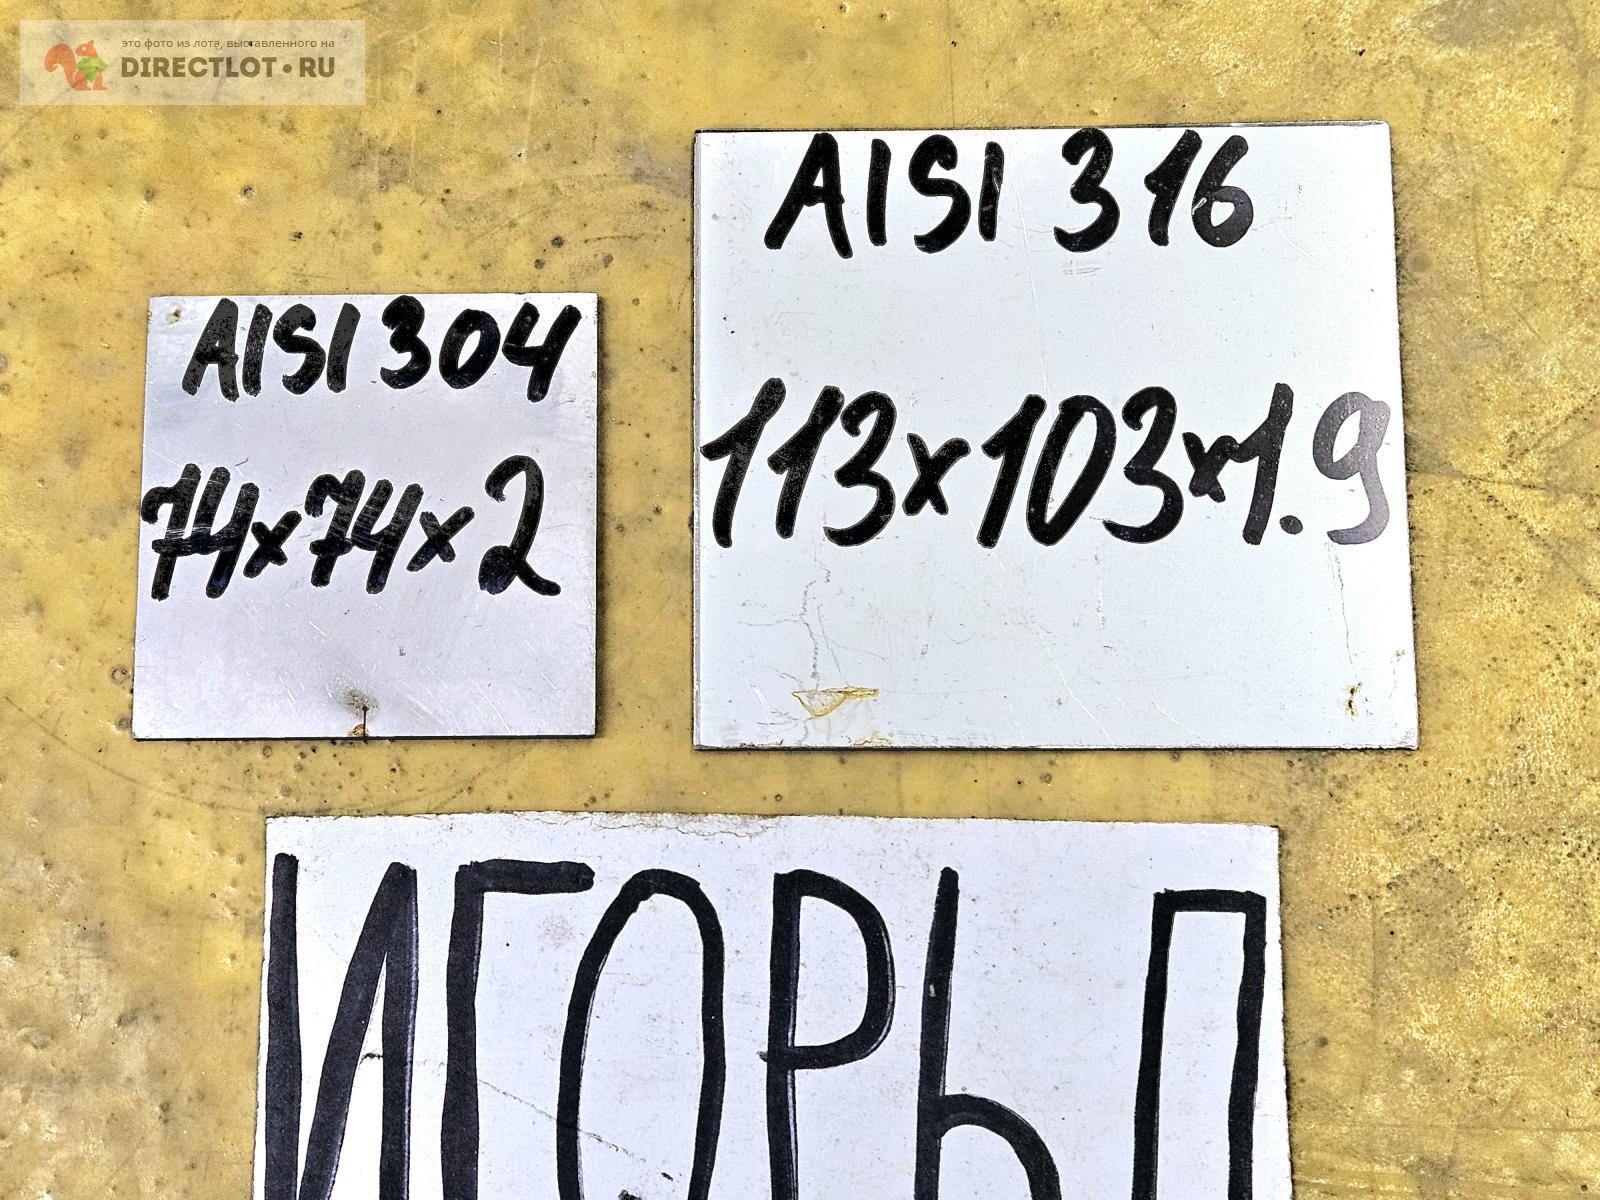 это фото из лота, выставленного на
DIRECTLOT•RU
AISI 304
74x74x2
AISI 316
113x103x1.9
ИГОРЬ П